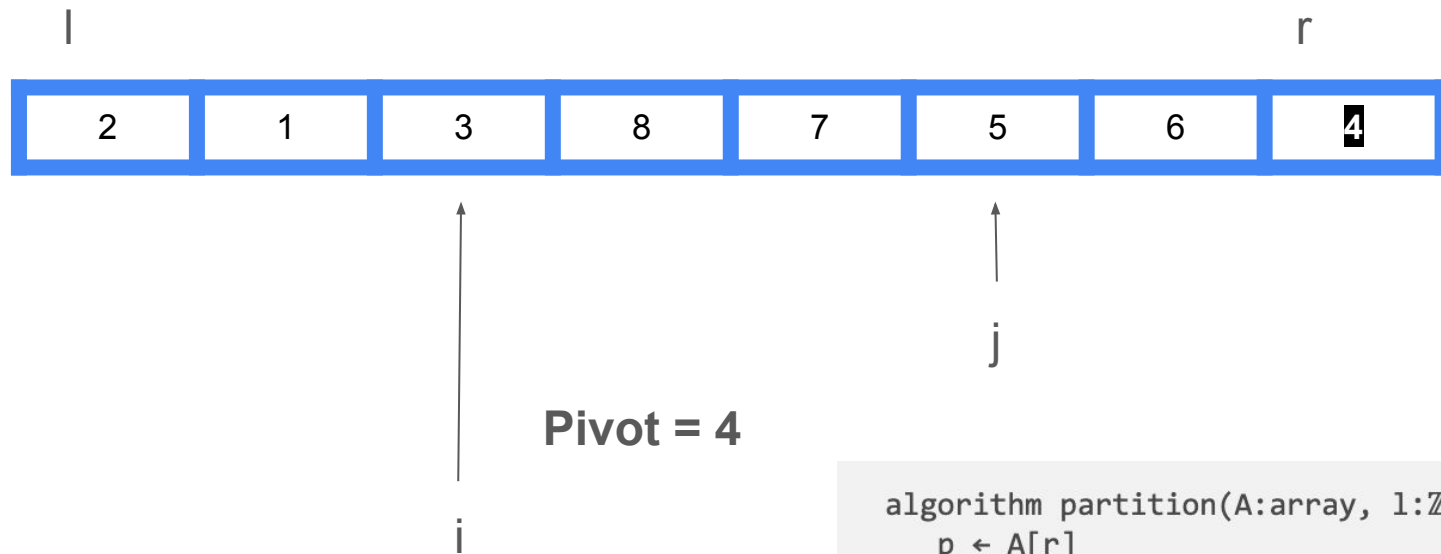 l r
2 1 3 8 7 5 6 4
j
Pivot = 4
i
algorithm partition(A:array, l:ℤ
p ← A[r]